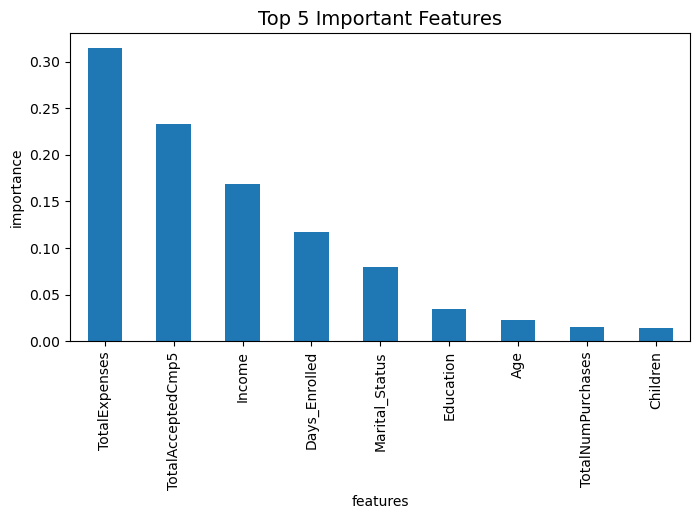 Top 5 Important Features
importance
0.30
0.25
0.20
0.15
0.10
0.05
0.00
TotalExpenses
TotalAcceptedCmp5
Income
Days_Enrolled
Marital_Status
Education
Age
TotalNumPurchases
Children
features